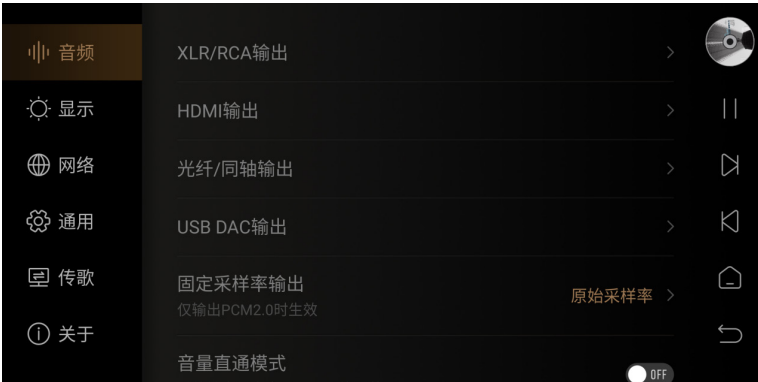 音频
显示
网络
通用
传歌
关于
XLR/RCA输出
HDMI输出
光纤/同轴输出
USB DAC输出
固定采样率输出
仅输出PCM2.0时生效
原始采样率
音量直通模式
OFF